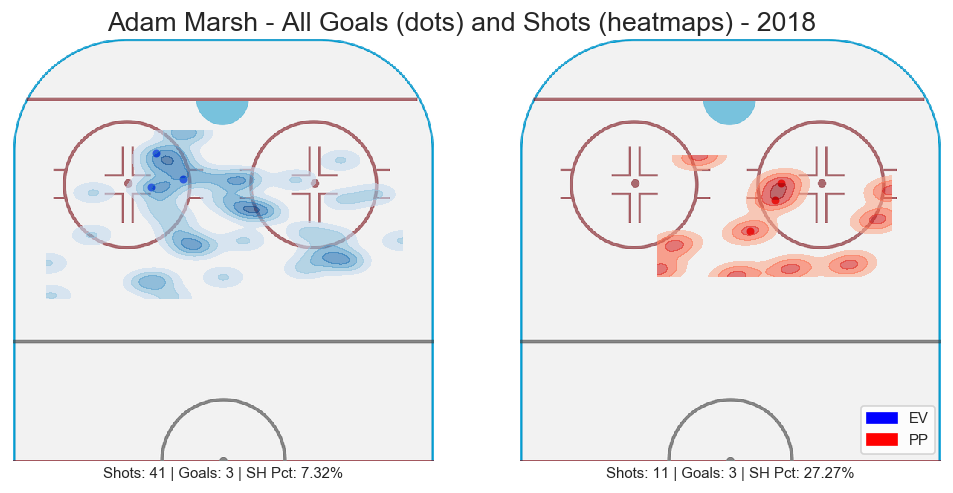 Adam Marsh - All Goals (dots) and Shots (heatmaps) - 2018
EV
PP
Shots: 41 | Goals: 3 | SH Pct: 7.32%
Shots: 11 | Goals: 3 | SH Pct: 27.27%